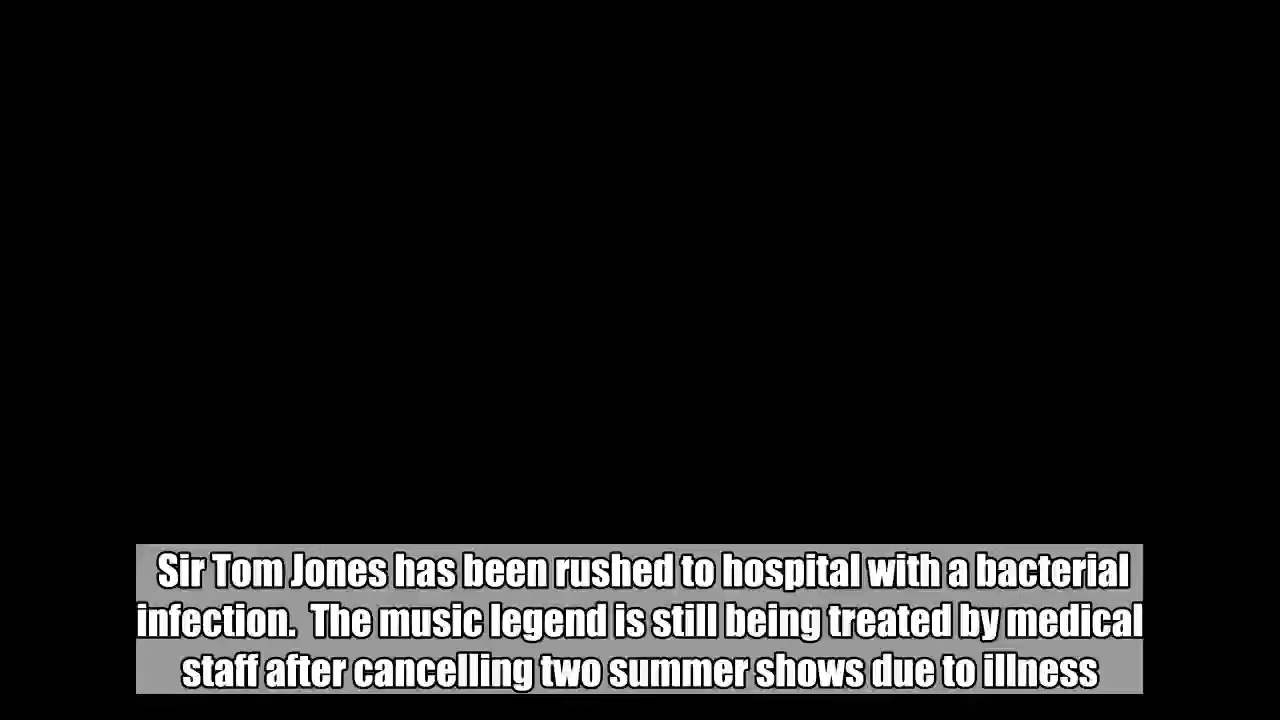 Sir Tom Jones has been rushed to hospital with a bacterial
infection.  The music legend is still being treated by medical
staff after cancelling two summer shows due to illness